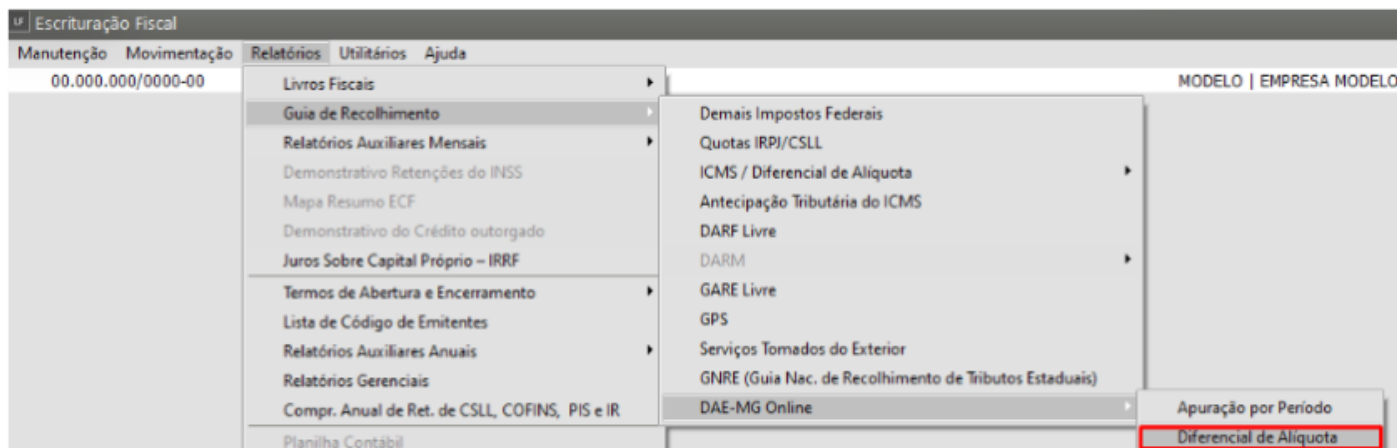 LF Escrituração Fiscal
Manutenção Movimentação Relatórios Utilitários Ajuda
00.000.000/0000-00
MODELO | EMPRESA MODELO
Livros Fiscais
Guia de Recolhimento
Relatórios Auxiliares Mensais
Demonstrativo Retenções do INSS
Mapa Resumo ECF
Demonstrativo do Crédito outorgado
Juros Sobre Capital Próprio – IRRF
Termos de Abertura e Encerramento
Lista de Código de Emitentes
Relatórios Auxiliares Anuais
Relatórios Gerenciais
Compr. Anual de Ret. de CSLL, COFINS, PIS e IR
Planilha Contábil
Demais Impostos Federais
Quotas IRPJ/CSLL
ICMS / Diferencial de Alíquota
Antecipação Tributária do ICMS
DARF Livre
DARM
GARE Livre
GPS
Serviços Tomados do Exterior
GNRE (Guia Nac. de Recolhimento de Tributos Estaduais)
DAE-MG Online
Apuração por Período
Diferencial de Alíquota